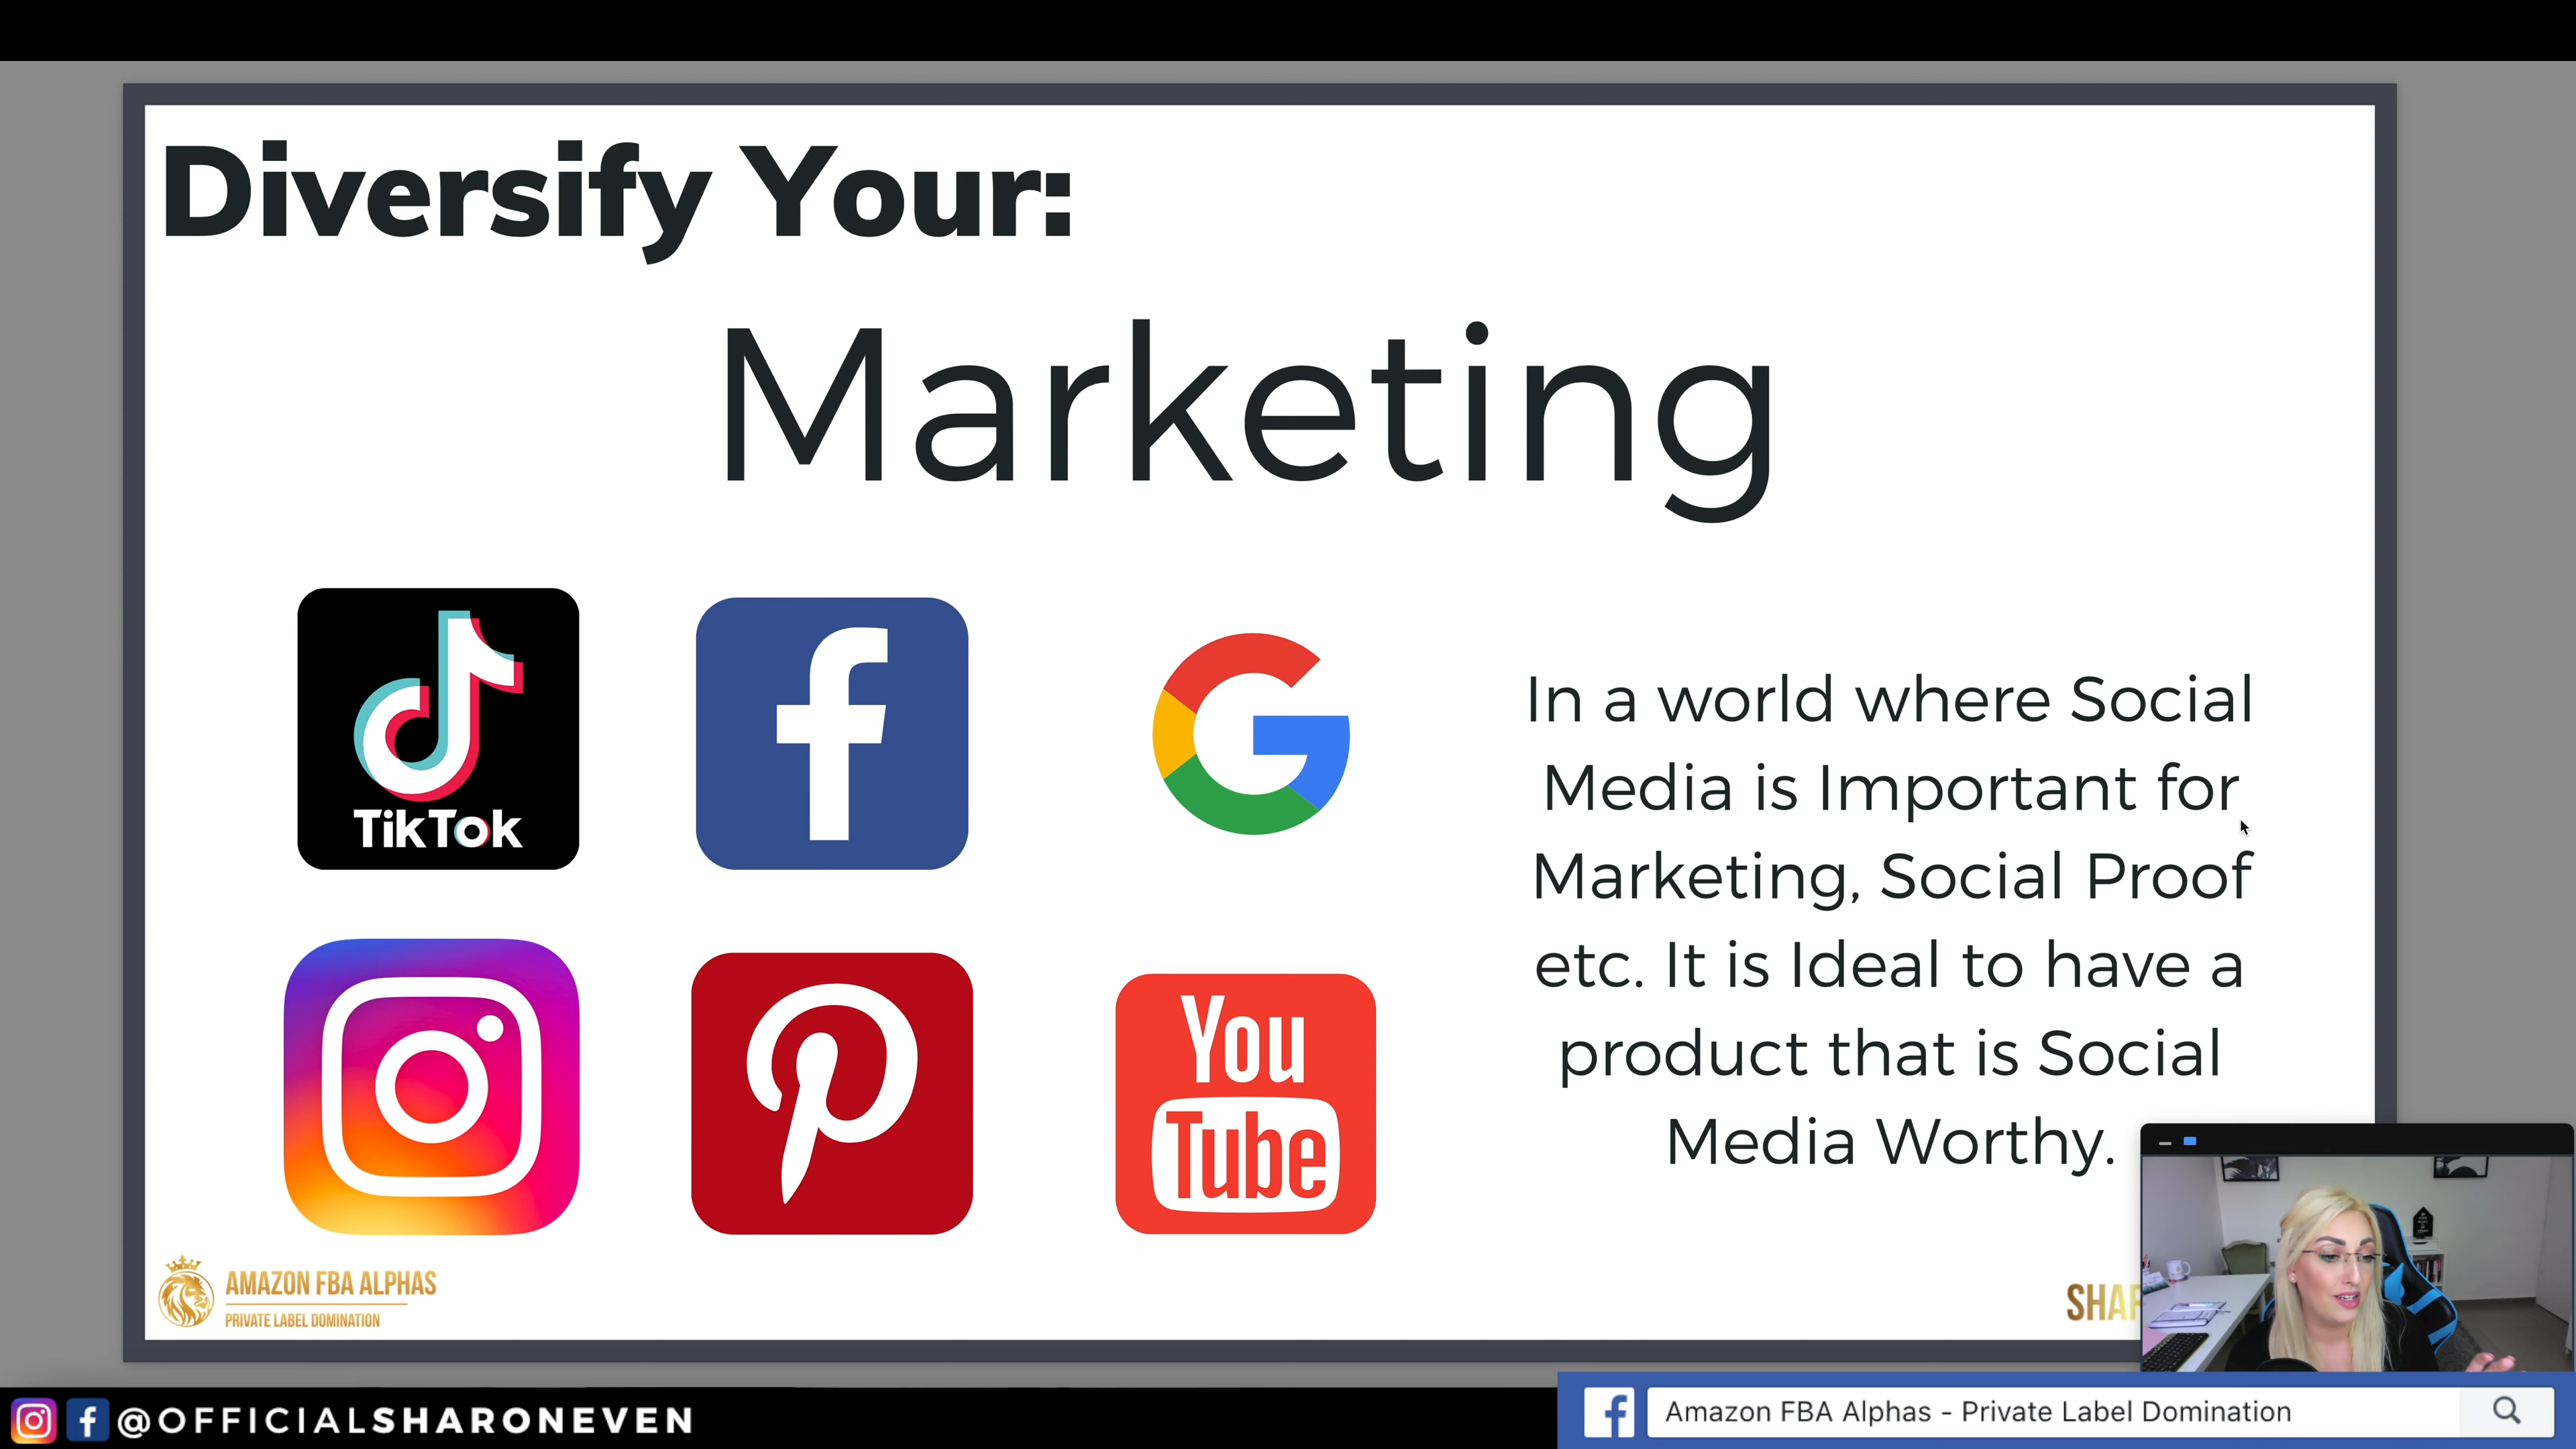 Diversify Your:
Marketing
TikTok
You
Tube
In a world where Social
Media is Important for
Marketing, Social Proof
etc. It is Ideal to have a
product that is Social
Media Worthy.
AMAZON FBA ALPHAS
PRIVATE LABEL DOMINATION
@OFFICIALSHARONEVEN
Amazon FBA Alphas - Private Label Domination